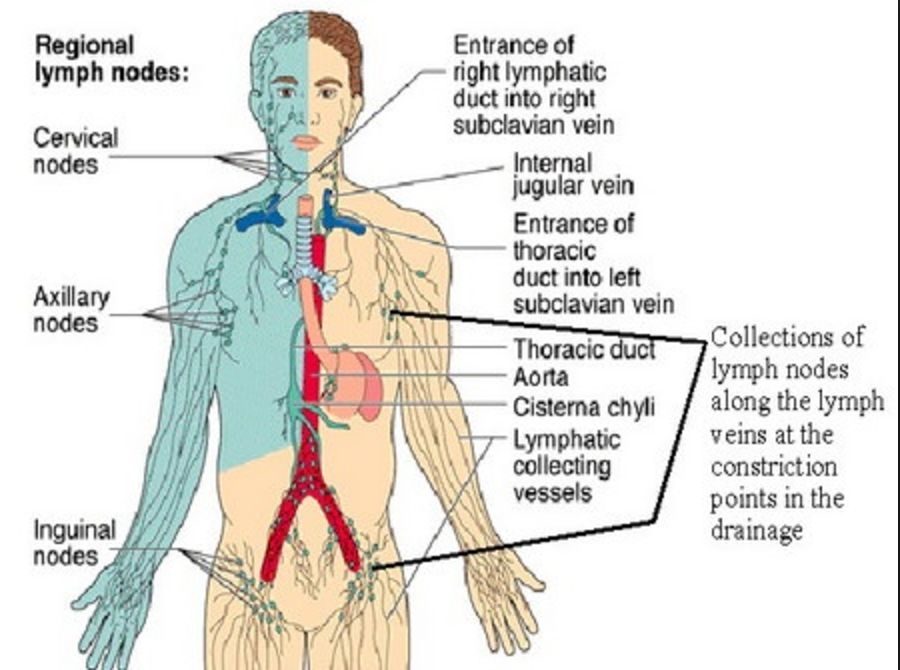 Regional
lymph nodes:
Cervical
nodes
Axillary
nodes
Inguinal
nodes
Entrance of
right lymphatic
duct into right
subclavian vein
Internal
jugular vein
Entrance of
thoracic
duct into left
subclavian vein
Thoracic duct
Aorta
Cisterna chyli
Lymphatic
collecting
vessels
Collections of
lymph nodes
along the lymph
veins at the
constriction
points in the
drainage